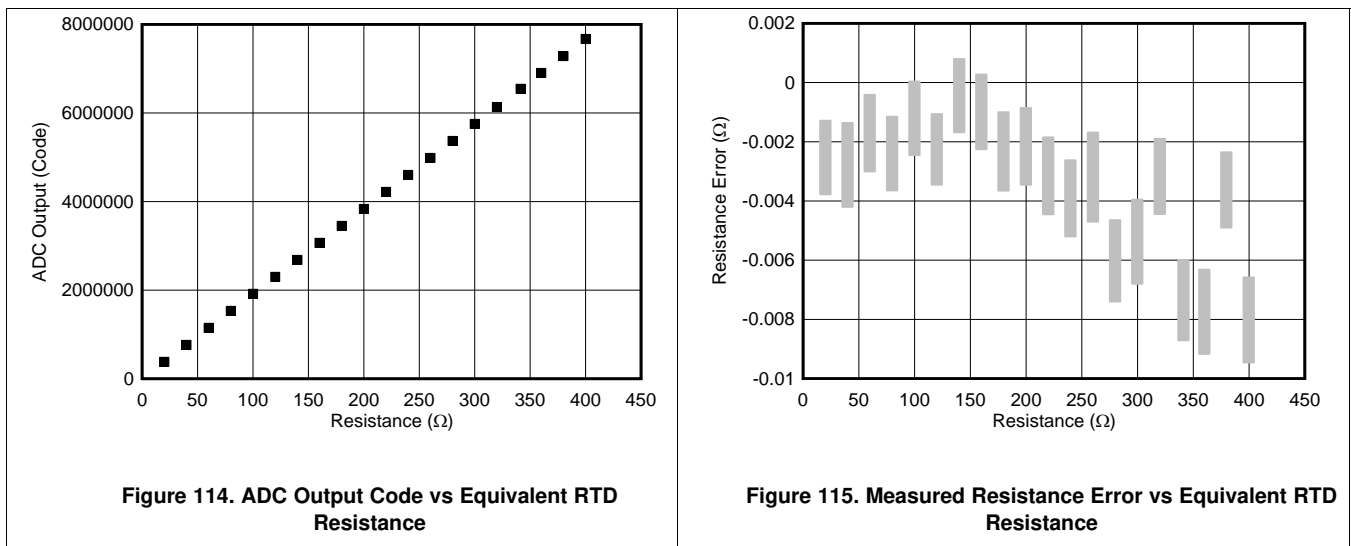 8000000
6000000
4000000
2000000
0
ADC Output (Code)
0 50 100 150 200 250 300 350 400 450
Resistance (Ω)
Figure 114. ADC Output Code vs Equivalent RTD
Resistance
0.002
0
-0.002
-0.004
-0.006
-0.008
-0.01
Resistance Error (Ω)
0 50 100 150 200 250 300 350 400 450
Resistance (Ω)
Figure 115. Measured Resistance Error vs Equivalent RTD
Resistance